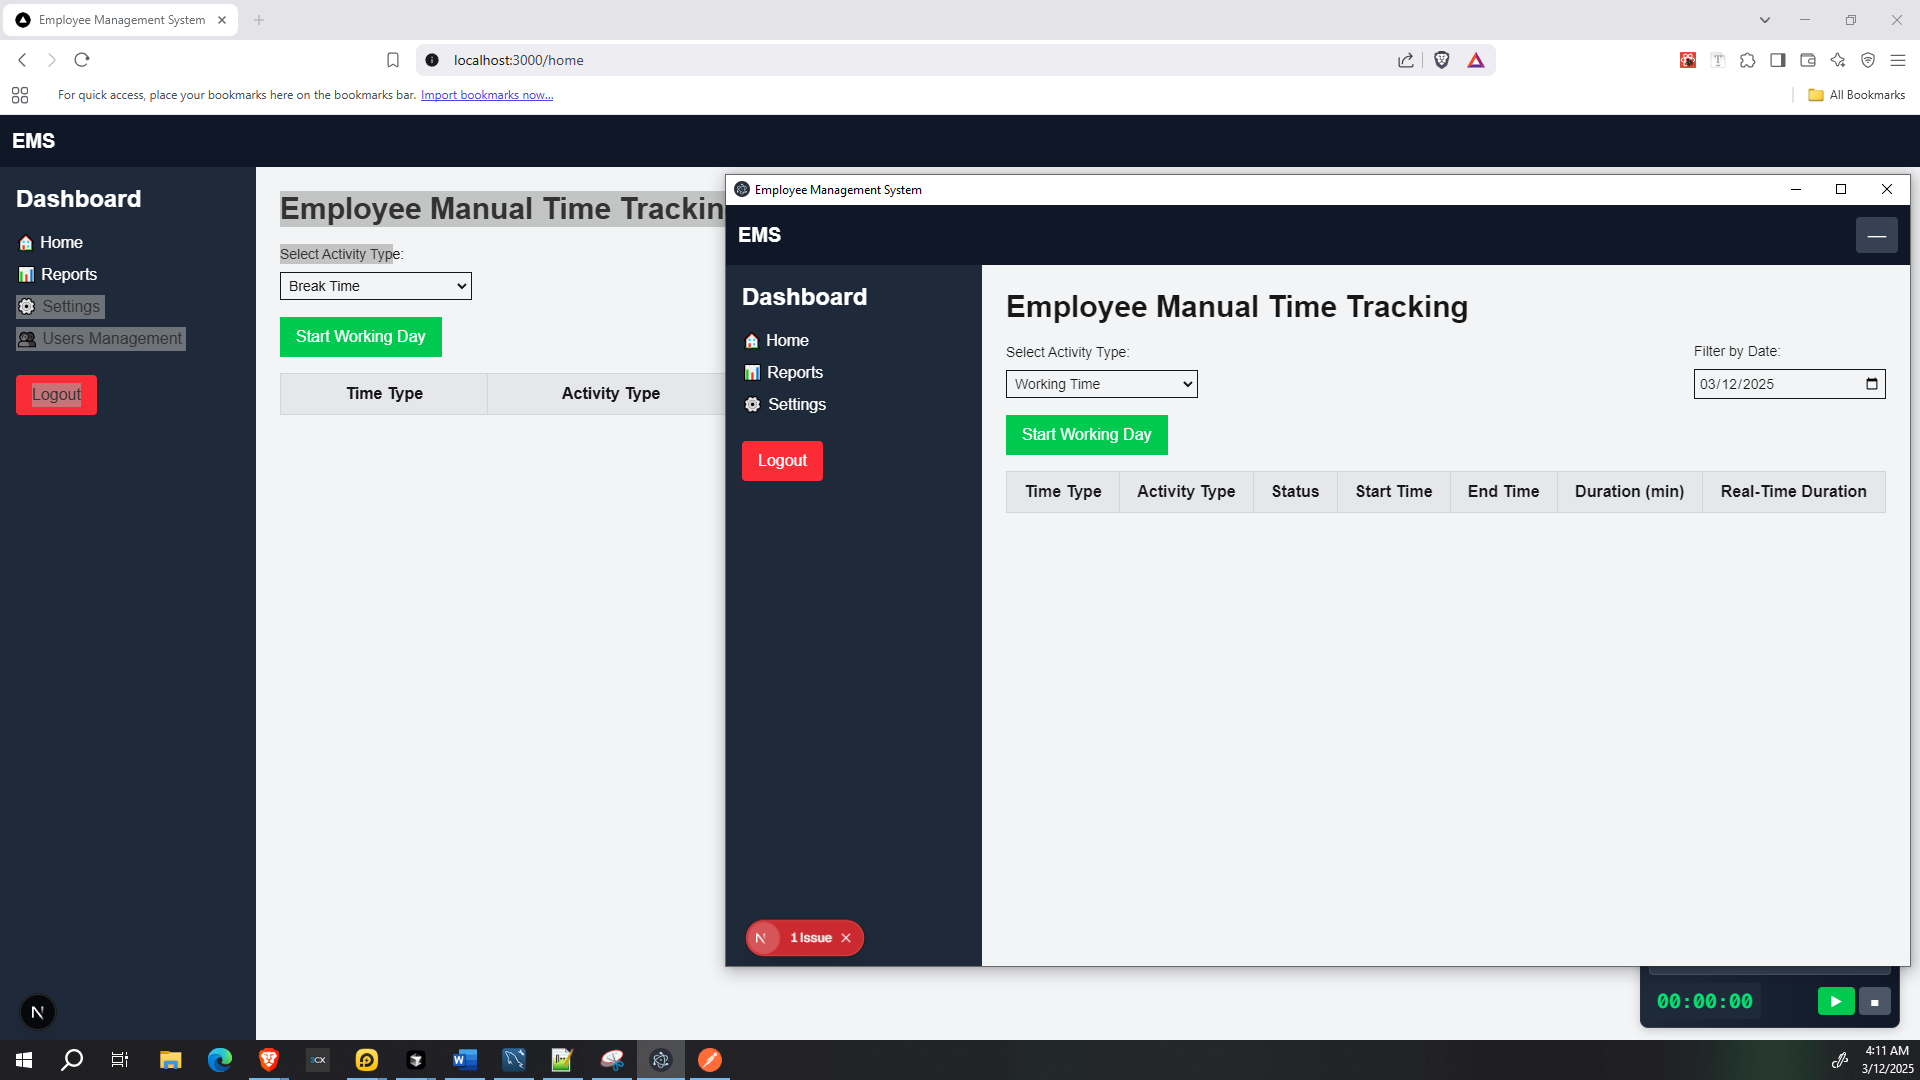 Employee Management System
localhost:3000/home
For quick access, place your bookmarks here on the bookmarks bar. Import bookmarks now...
All Bookmarks
EMS
Dashboard
Home
Reports
Settings
Users Management
Logout
Employee Manual Time Trackin
Select Activity Type:
Break Time
Start Working Day
Time Type Activity Type
Employee Management System
EMS
Dashboard
Home
Reports
Settings
Logout
Employee Manual Time Tracking
Select Activity Type:
Working Time
Filter by Date:
03/12/2025
Start Working Day
Time Type Activity Type Status Start Time End Time Duration (min) Real-Time Duration
N 1 Issue
N
00:00:00
3CX
4:11 AM
3/12/2025